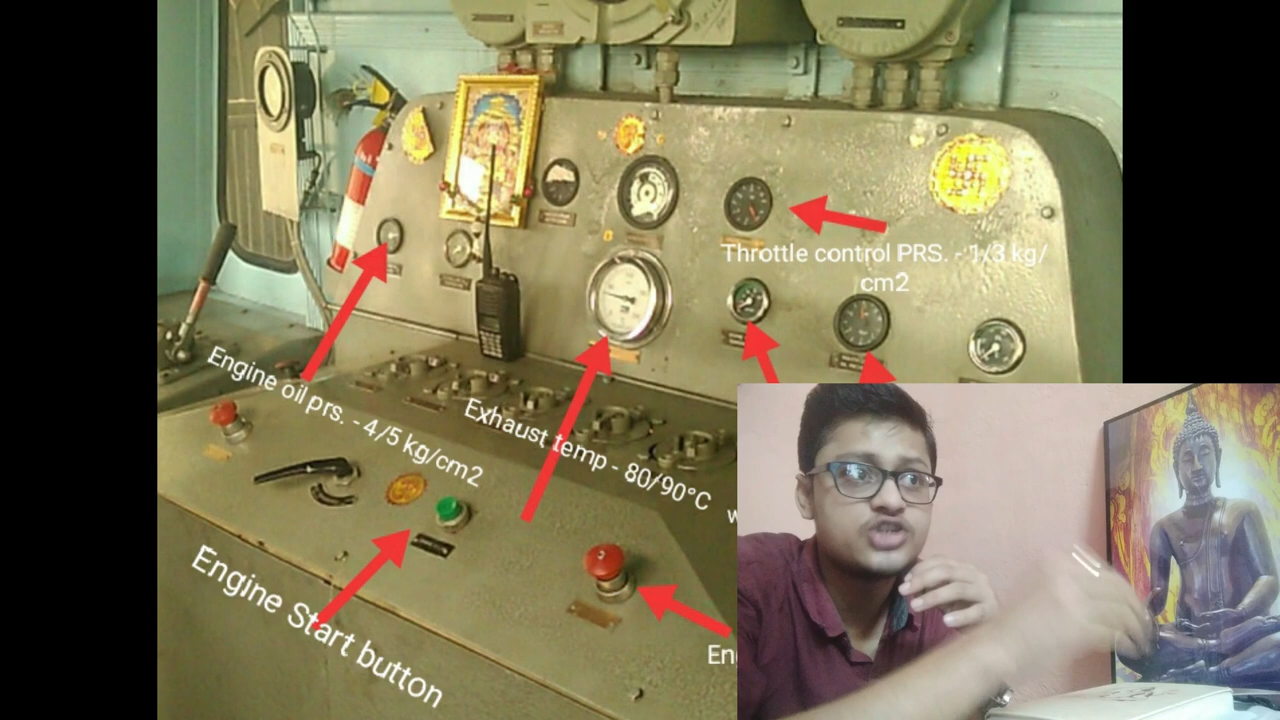 Throttle control PRS. - 1/3 kg/
cm2
Engine oil prs. - 4/5 kg/cm2
Exhaust temp - 80/90°C
w
Engine Start button
En